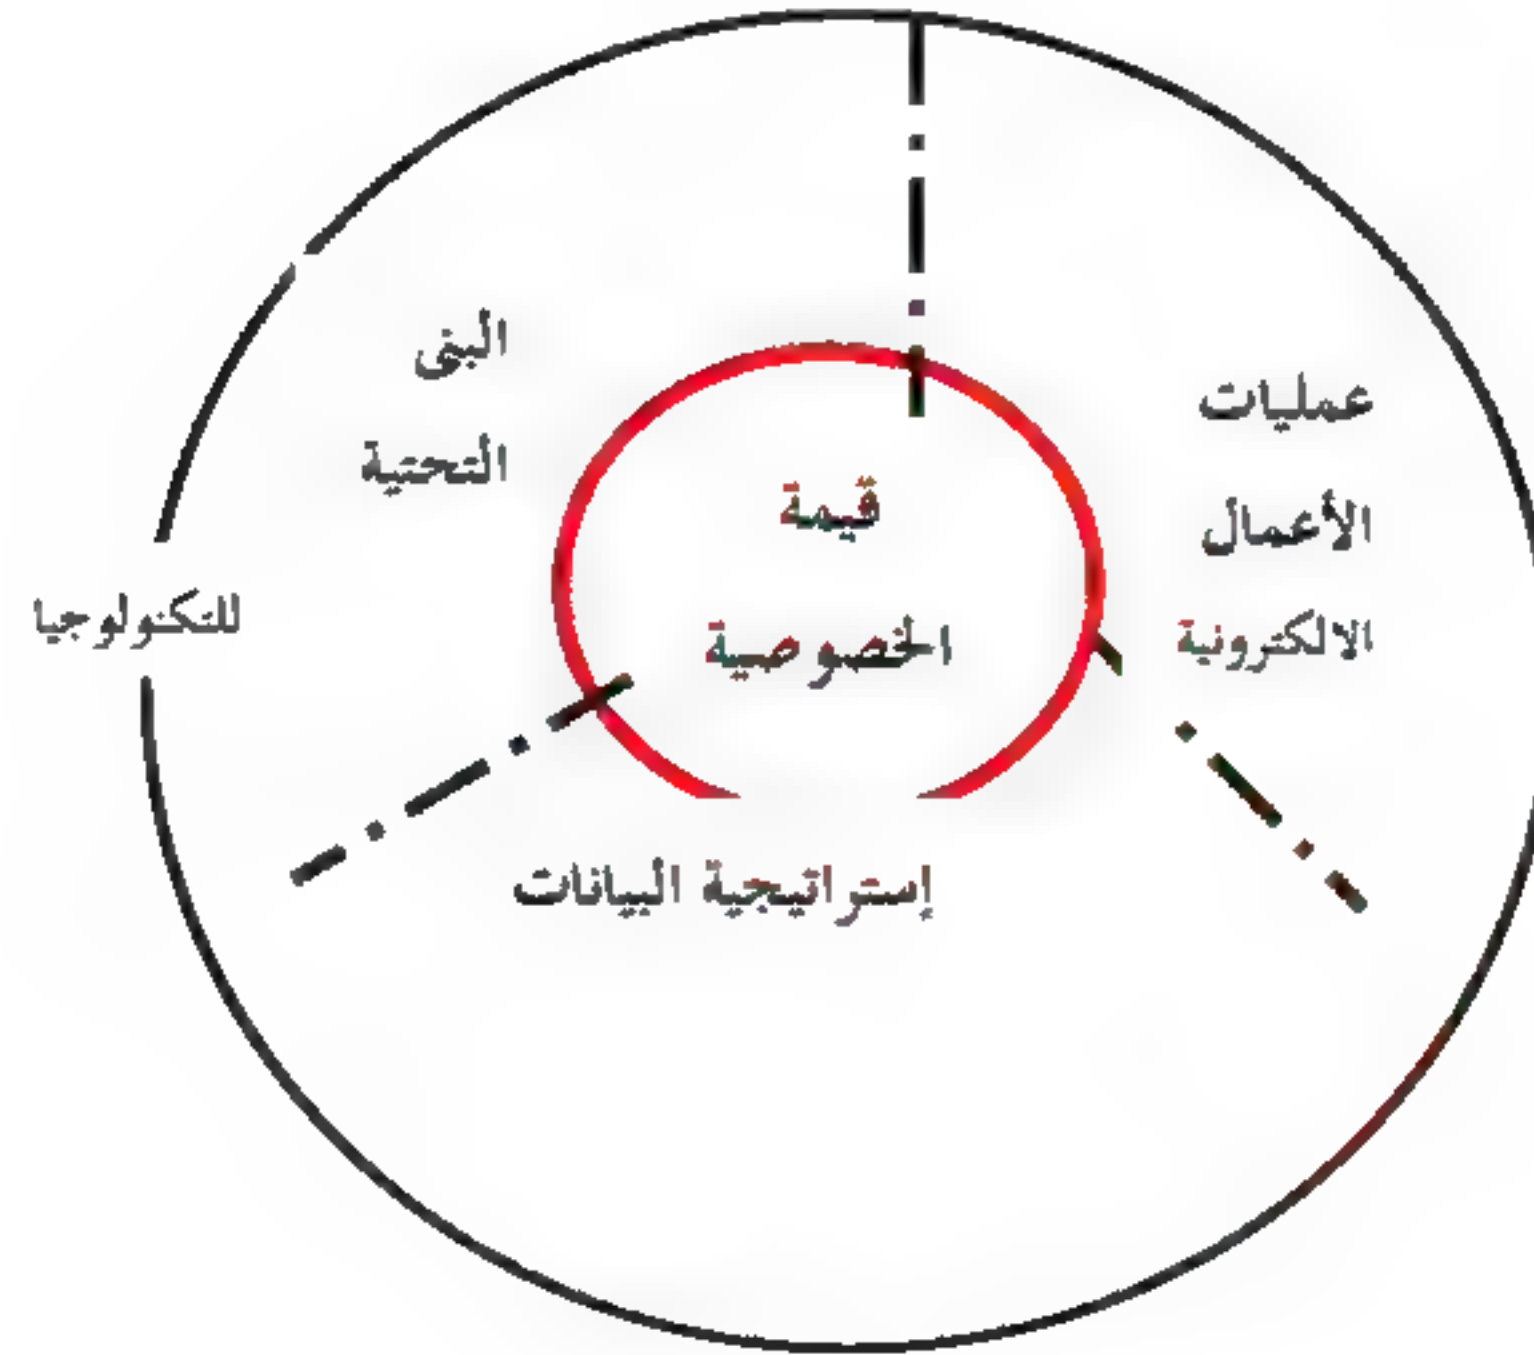 البنى
التحتية
للتكنولوجيا
عمليات
الأعمال
الالكترونية
قيمة
الخصوصية
إستراتيجية البيانات